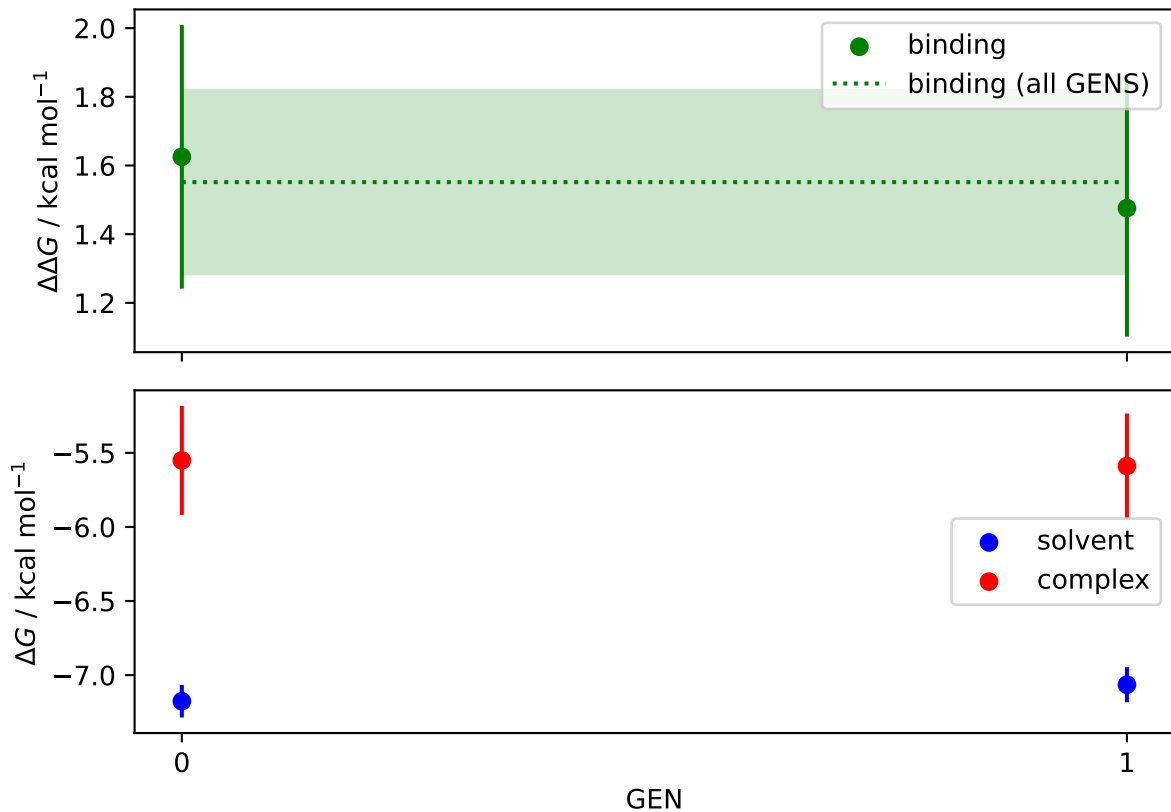 2.0
1.8
1.6
1.4
1.2
ΔΔG / kcal mol⁻¹
binding
binding (all GENS)
−5.5
−6.0
−6.5
−7.0
ΔG / kcal mol⁻¹
solvent
complex
0
1
GEN